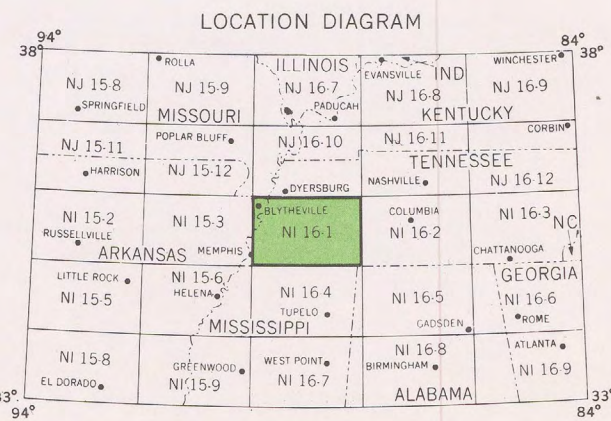 LOCATION DIAGRAM
94° 84°
38° 38°
ROLLA ILLINOIS WINCHESTER
EVANSVILLE IND
NJ 15-8 NJ 15-9 NJ 16-7 NJ 16-8 NJ 16-9
SPRINGFIELD PADUCAH
MISSOURI KENTUCKY
POPLAR BLUFF CORBIN
NJ 15-11 NJ 16-10 NJ 16-11
TENNESSEE
HARRISON NJ 15-12 NASHVILLE NJ 16-12
DYERSBURG
BLYTHEVILLE COLUMBIA
NI 15-2 NI 15-3 NI 16-1 NI 16-2 NI 16-3 NC
RUSSELLVILLE
ARKANSAS MEMPHIS CHATTANOOGA
GEORGIA
LITTLE ROCK NI 15-6 NI 16-4
NI 15-5 HELENA NI 16-5 NI 16-6
TUPELO ROME
MISSISSIPPI GADSDEN
NI 15-8 NI 16-8 ATLANTA
GREENWOOD WEST POINT BIRMINGHAM
EL DORADO NI 15-9 NI 16-7 NI 16-9
ALABAMA
33° 33°
94° 84°